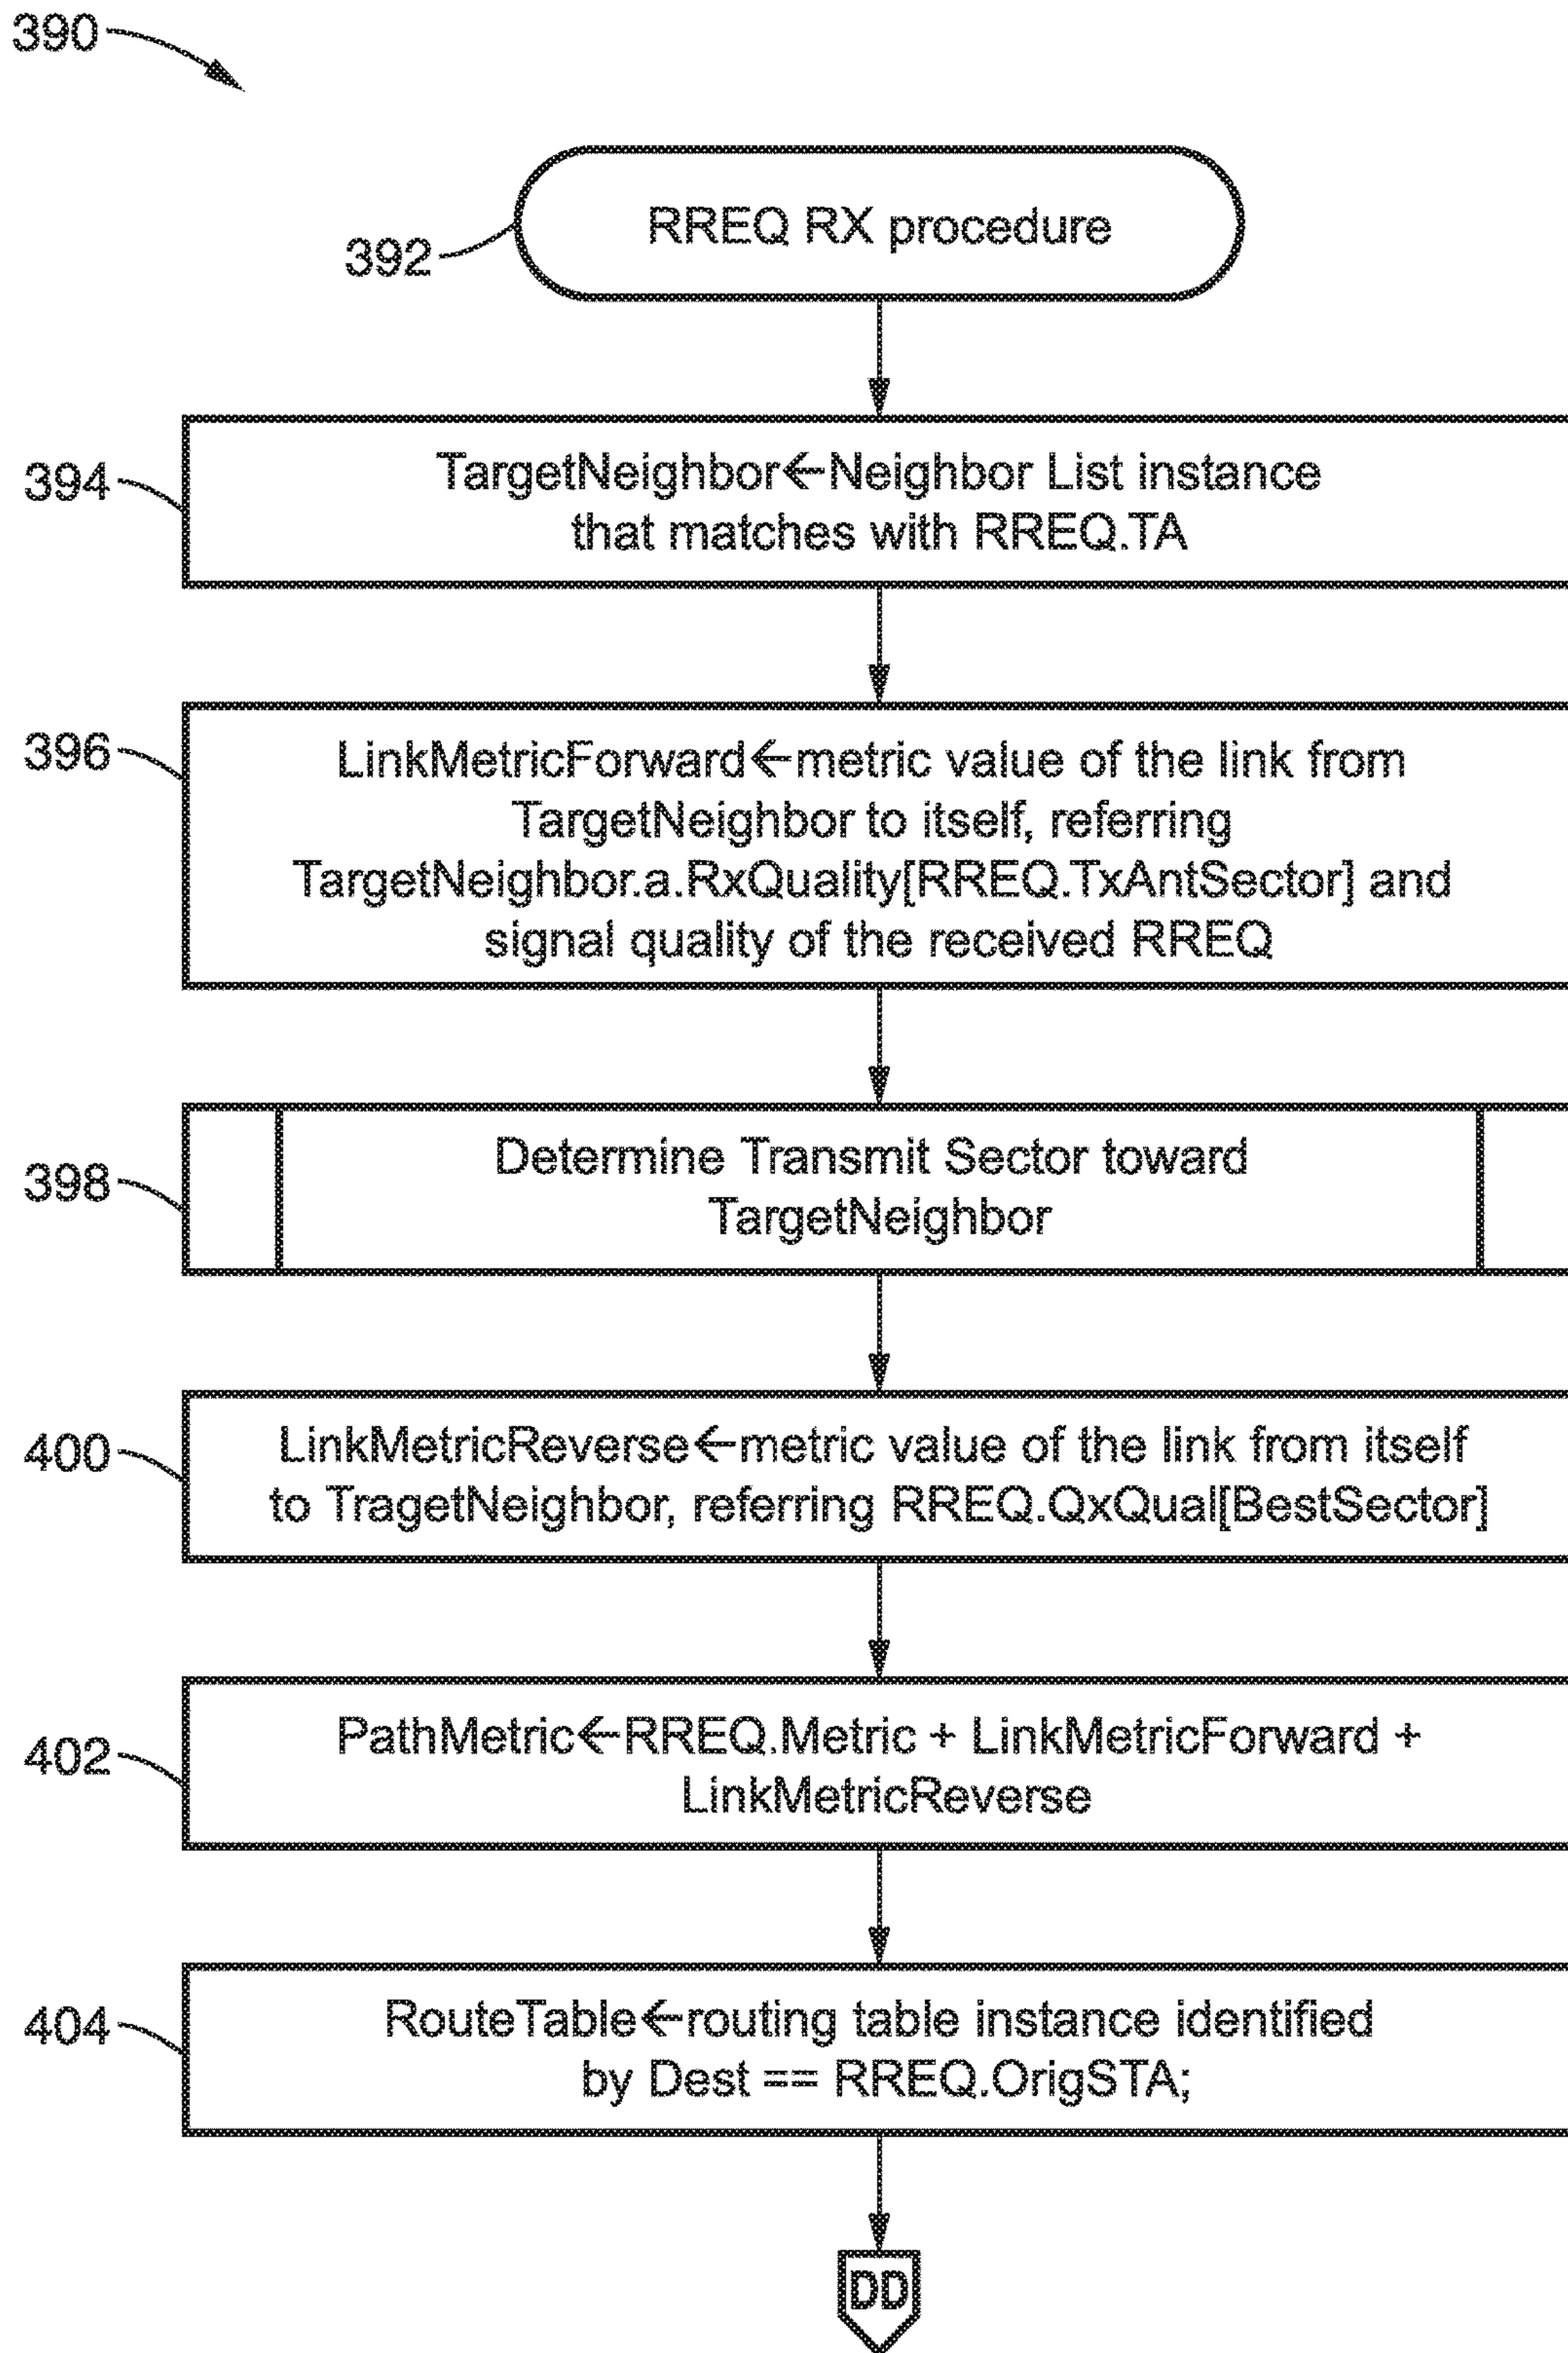 390
392
RREQ RX procedure
394
TargetNeighbor←Neighbor List instance
that matches with RREQ.TA
396
LinkMetricForward←metric value of the link from
TargetNeighbor to itself, referring
TargetNeighbor.a.RxQuality[RREQ.TxAntSector] and
signal quality of the received RREQ
398
Determine Transmit Sector toward
TargetNeighbor
400
LinkMetricReverse←metric value of the link from itself
to TragetNeighbor, referring RREQ.QxQual[BestSector]
402
PathMetric←RREQ.Metric + LinkMetricForward +
LinkMetricReverse
404
RouteTable←routing table instance identified
by Dest == RREQ.OrigSTA;
DD